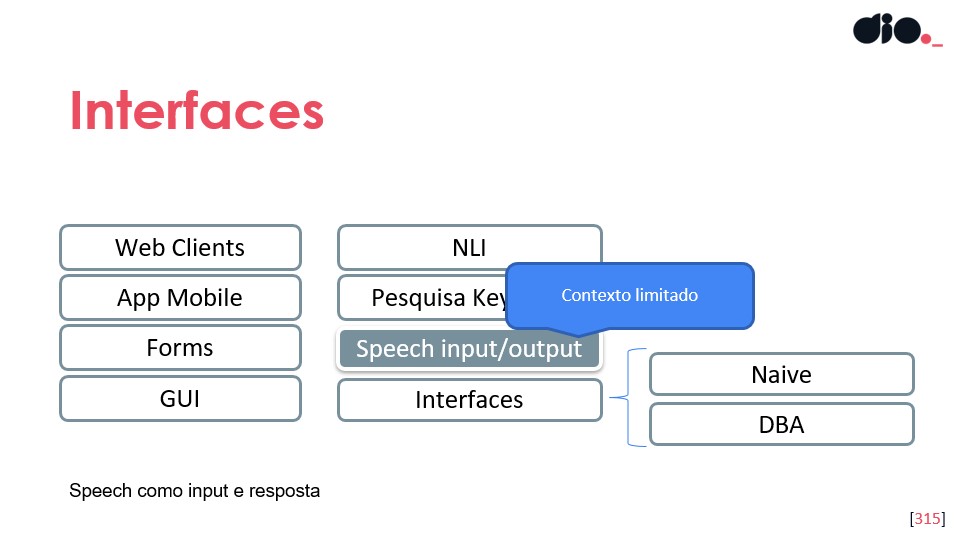 dio._
Interfaces
Web Clients
App Mobile
Forms
GUI
NLI
Pesquisa Key
Contexto limitado
Speech input/output
Interfaces
Naive
DBA
Speech como input e resposta
[315]